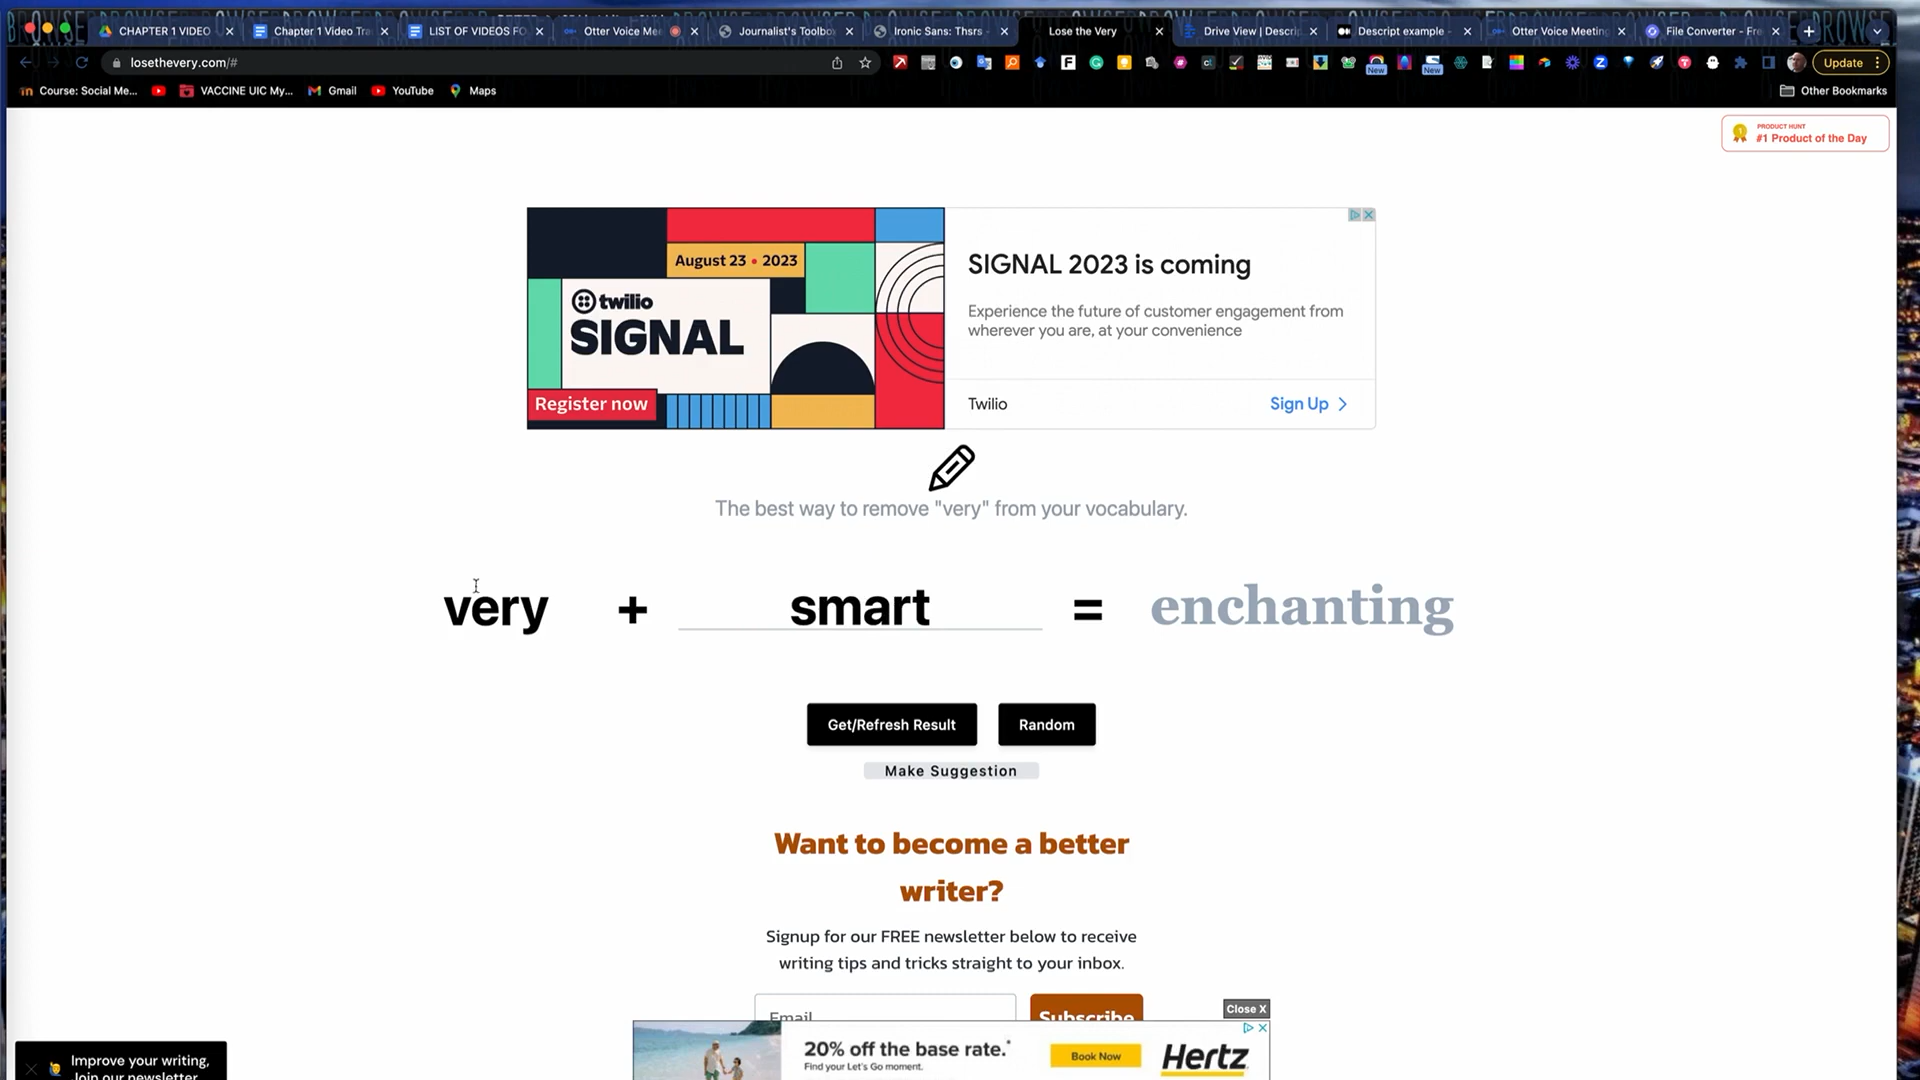 CHAPTER 1 VIDEO
Chapter 1 Video Tra
LIST OF VIDEOS FO
Otter Voice Me
Journalist's Toolbo
Ironic Sans: Thsrs
Lose the Very
Drive View | Descri
Descript example -
Otter Voice Meeting
File Converter - Fre
losethevery.com/#
Update
Course: Social Me...
VACCINE UIC My...
Gmail
YouTube
Maps
Other Bookmarks
PRODUCT HUNT
#1 Product of the Day
August 23 • 2023
twilio
SIGNAL
Register now
SIGNAL 2023 is coming
Experience the future of customer engagement from
wherever you are, at your convenience
Twilio
Sign Up
The best way to remove "very" from your vocabulary.
very + smart = enchanting
Get/Refresh Result
Random
Make Suggestion
Want to become a better
writer?
Signup for our FREE newsletter below to receive
writing tips and tricks straight to your inbox.
Email
Subscribe
Close X
20% off the base rate.*
Find your Let's Go moment.
Book Now
Hertz
Improve your writing,
Join our newsletter